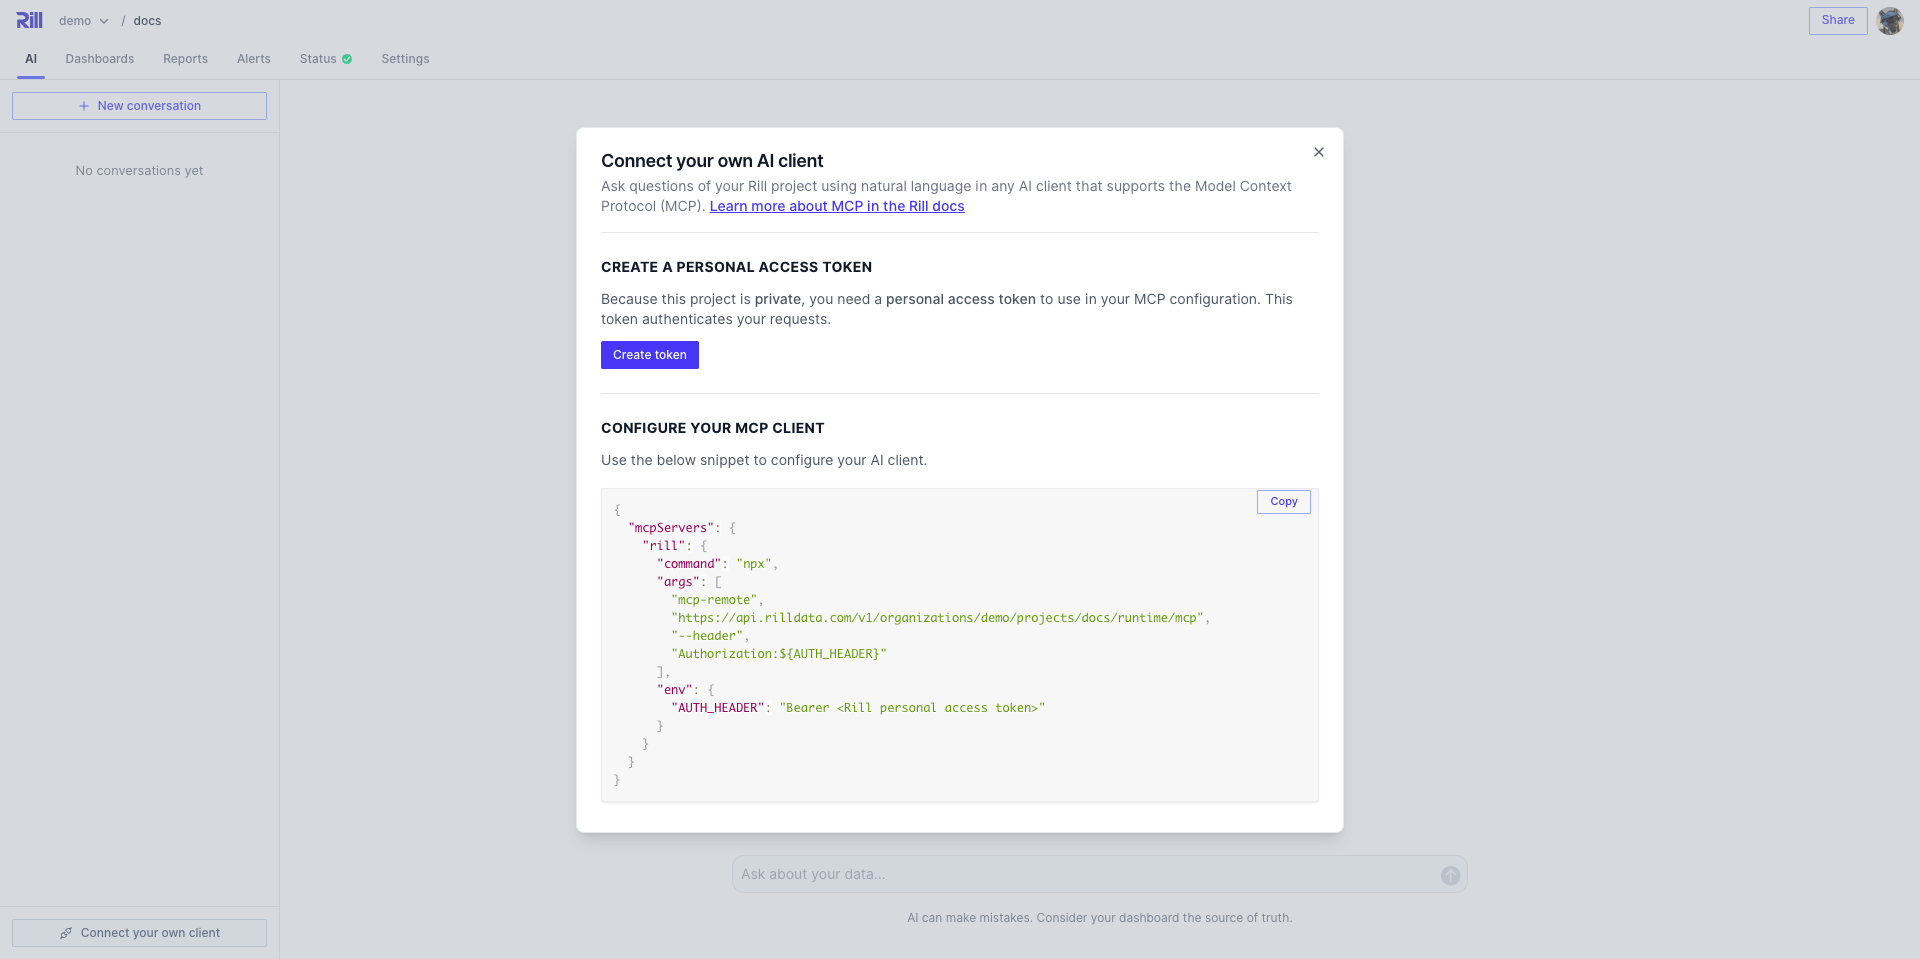 Rill demo / docs Share
AI Dashboards Reports Alerts Status Settings
New conversation
No conversations yet
Connect your own AI client
Ask questions of your Rill project using natural language in any AI client that supports the Model Context
Protocol (MCP). Learn more about MCP in the Rill docs
CREATE A PERSONAL ACCESS TOKEN
Because this project is private, you need a personal access token to use in your MCP configuration. This
token authenticates your requests.
Create token
CONFIGURE YOUR MCP CLIENT
Use the below snippet to configure your AI client.
Copy
{
  "mcpServers": {
    "rill": {
      "command": "npx",
      "args": [
        "mcp-remote",
        "https://api.rilldata.com/v1/organizations/demo/projects/docs/runtime/mcp",
        "--header",
        "Authorization:${AUTH_HEADER}"
      ],
      "env": {
        "AUTH_HEADER": "Bearer <Rill personal access token>"
      }
    }
  }
}
Ask about your data...
AI can make mistakes. Consider your dashboard the source of truth.
Connect your own client